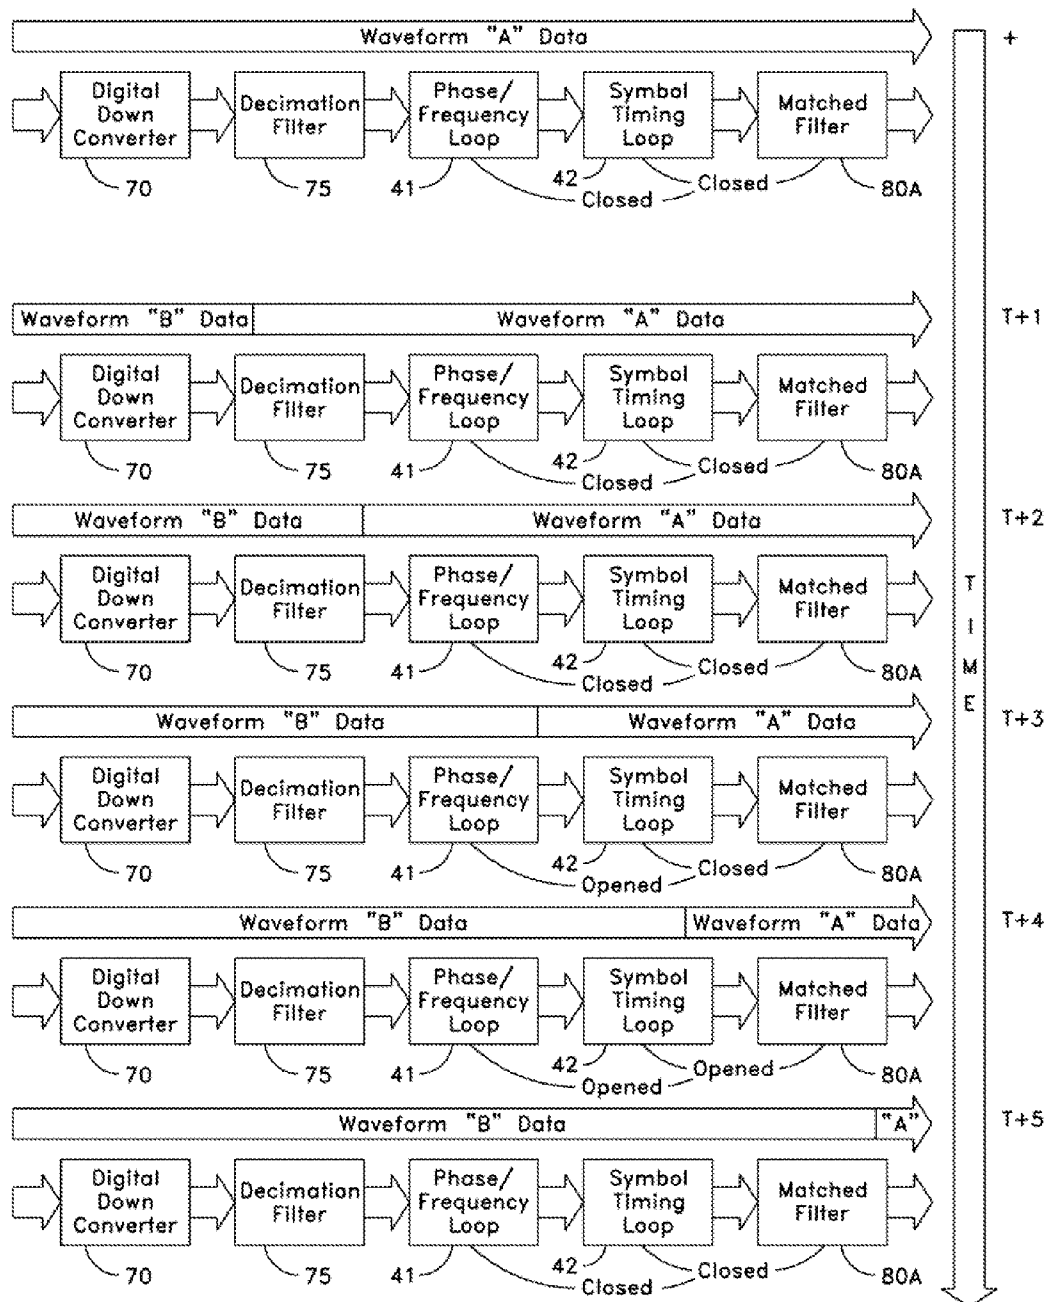 Waveform "A" Data
+
Digital
Down
Converter
Decimation
Filter
Phase/
Frequency
Loop
Symbol
Timing
Loop
Matched
Filter
70
75
41
42
80A
Closed
Closed
Waveform "B" Data
Waveform "A" Data
T+1
Digital
Down
Converter
Decimation
Filter
Phase/
Frequency
Loop
Symbol
Timing
Loop
Matched
Filter
70
75
41
42
80A
Closed
Closed
Waveform "B" Data
Waveform "A" Data
T+2
Digital
Down
Converter
Decimation
Filter
Phase/
Frequency
Loop
Symbol
Timing
Loop
Matched
Filter
70
75
41
42
80A
Closed
Closed
T
I
M
E
Waveform "B" Data
Waveform "A" Data
T+3
Digital
Down
Converter
Decimation
Filter
Phase/
Frequency
Loop
Symbol
Timing
Loop
Matched
Filter
70
75
41
42
80A
Opened
Closed
Waveform "B" Data
Waveform "A" Data
T+4
Digital
Down
Converter
Decimation
Filter
Phase/
Frequency
Loop
Symbol
Timing
Loop
Matched
Filter
70
75
41
42
80A
Opened
Opened
Waveform "B" Data
"A"
T+5
Digital
Down
Converter
Decimation
Filter
Phase/
Frequency
Loop
Symbol
Timing
Loop
Matched
Filter
70
75
41
42
80A
Closed
Closed